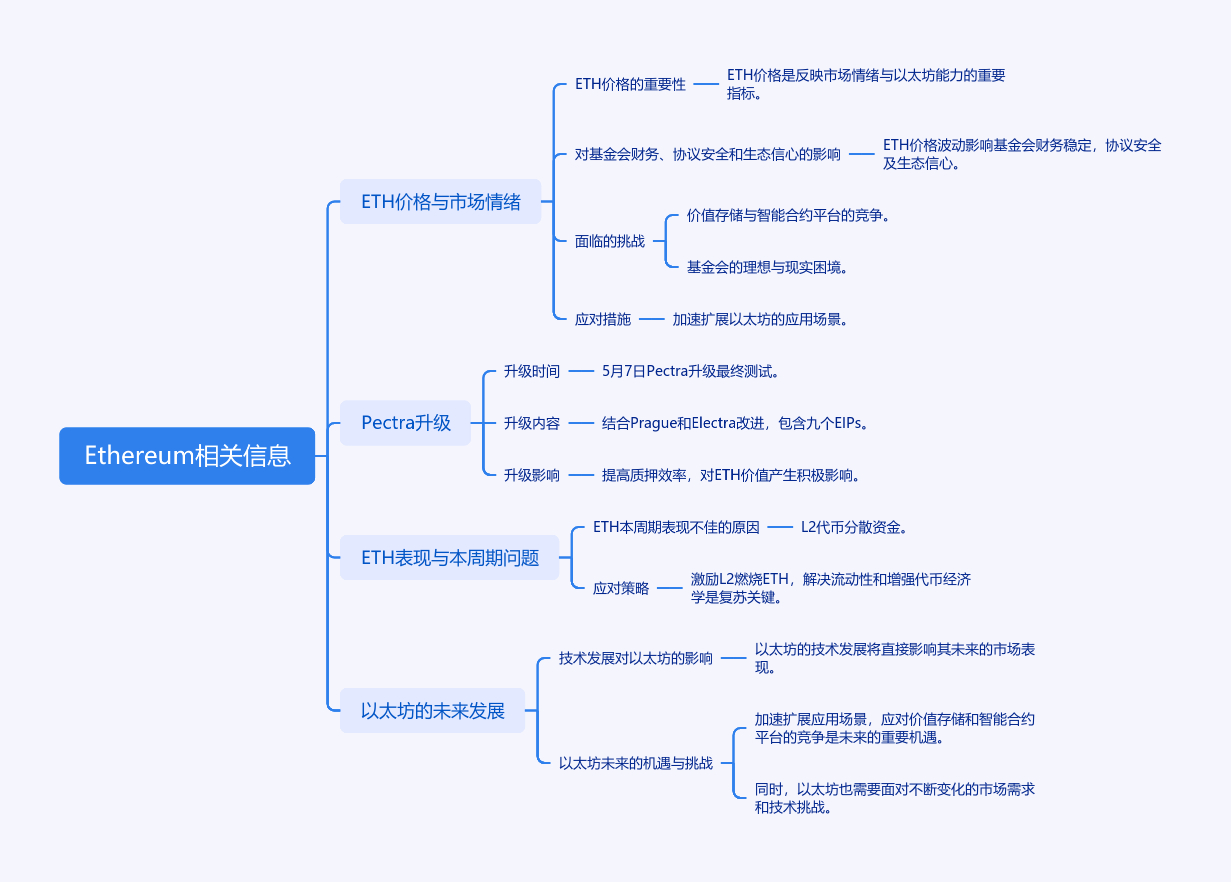 Ethereum相关信息
ETH价格与市场情绪
ETH价格的重要性
ETH价格是反映市场情绪与以太坊能力的重要
指标。
对基金会财务、协议安全和生态信心的影响
ETH价格波动影响基金会财务稳定，协议安全
及生态信心。
面临的挑战
价值存储与智能合约平台的竞争。
基金会的理想与现实困境。
应对措施
加速扩展以太坊的应用场景。
Pectra升级
升级时间
5月7日Pectra升级最终测试。
升级内容
结合Prague和Electra改进，包含九个EIPs。
升级影响
提高质押效率，对ETH价值产生积极影响。
ETH表现与本周期问题
ETH本周期表现不佳的原因
L2代币分散资金。
应对策略
激励L2燃烧ETH，解决流动性和增强代币经济
学是复苏关键。
以太坊的未来发展
技术发展对以太坊的影响
以太坊的技术发展将直接影响其未来的市场表
现。
以太坊未来的机遇与挑战
加速扩展应用场景，应对价值存储和智能合约
平台的竞争是未来的重要机遇。
同时，以太坊也需要面对不断变化的市场需求
和技术挑战。